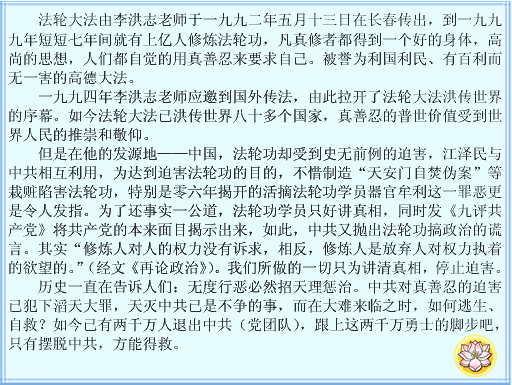 法轮大法由李洪志老师于一九九二年五月十三日在长春传出，到一九九
九年短短七年间就有上亿人修炼法轮功，凡真修者都得到一个好的身体，高
尚的思想，人们都自觉的用真善忍来要求自己。被誉为利国利民、有百利而
无一害的高德大法。
一九九四年李洪志老师应邀到国外传法，由此拉开了法轮大法洪传世界
的序幕。如今法轮大法已洪传世界八十多个国家，真善忍的普世价值受到世
界人民的推崇和敬仰。
但是在他的发源地——中国，法轮功却受到史无前例的迫害，江泽民与
中共相互利用，为达到迫害法轮功的目的，不惜制造“天安门自焚伪案”等
栽赃陷害法轮功，特别是零六年揭开的活摘法轮功学员器官牟利这一罪恶更
是令人发指。为了还事实一公道，法轮功学员只好讲真相，同时发《九评共
产党》将共产党的本来面目揭示出来，如此，中共又抛出法轮功搞政治的谎
言。其实“修炼人对人的权力没有诉求，相反，修炼人是放弃人对权力执着
的欲望的。”（经文《再论政治》）。我们所做的一切只为讲清真相，停止迫害。
历史一直在告诉人们：无度行恶必然招天理惩治。中共对真善忍的迫害
已犯下滔天大罪，天灭中共已是不争的事，而在大难来临之时，如何逃生、
自救？如今已有两千万人退出中共（党团队），跟上这两千万勇士的脚步吧，
只有摆脱中共，方能得救。